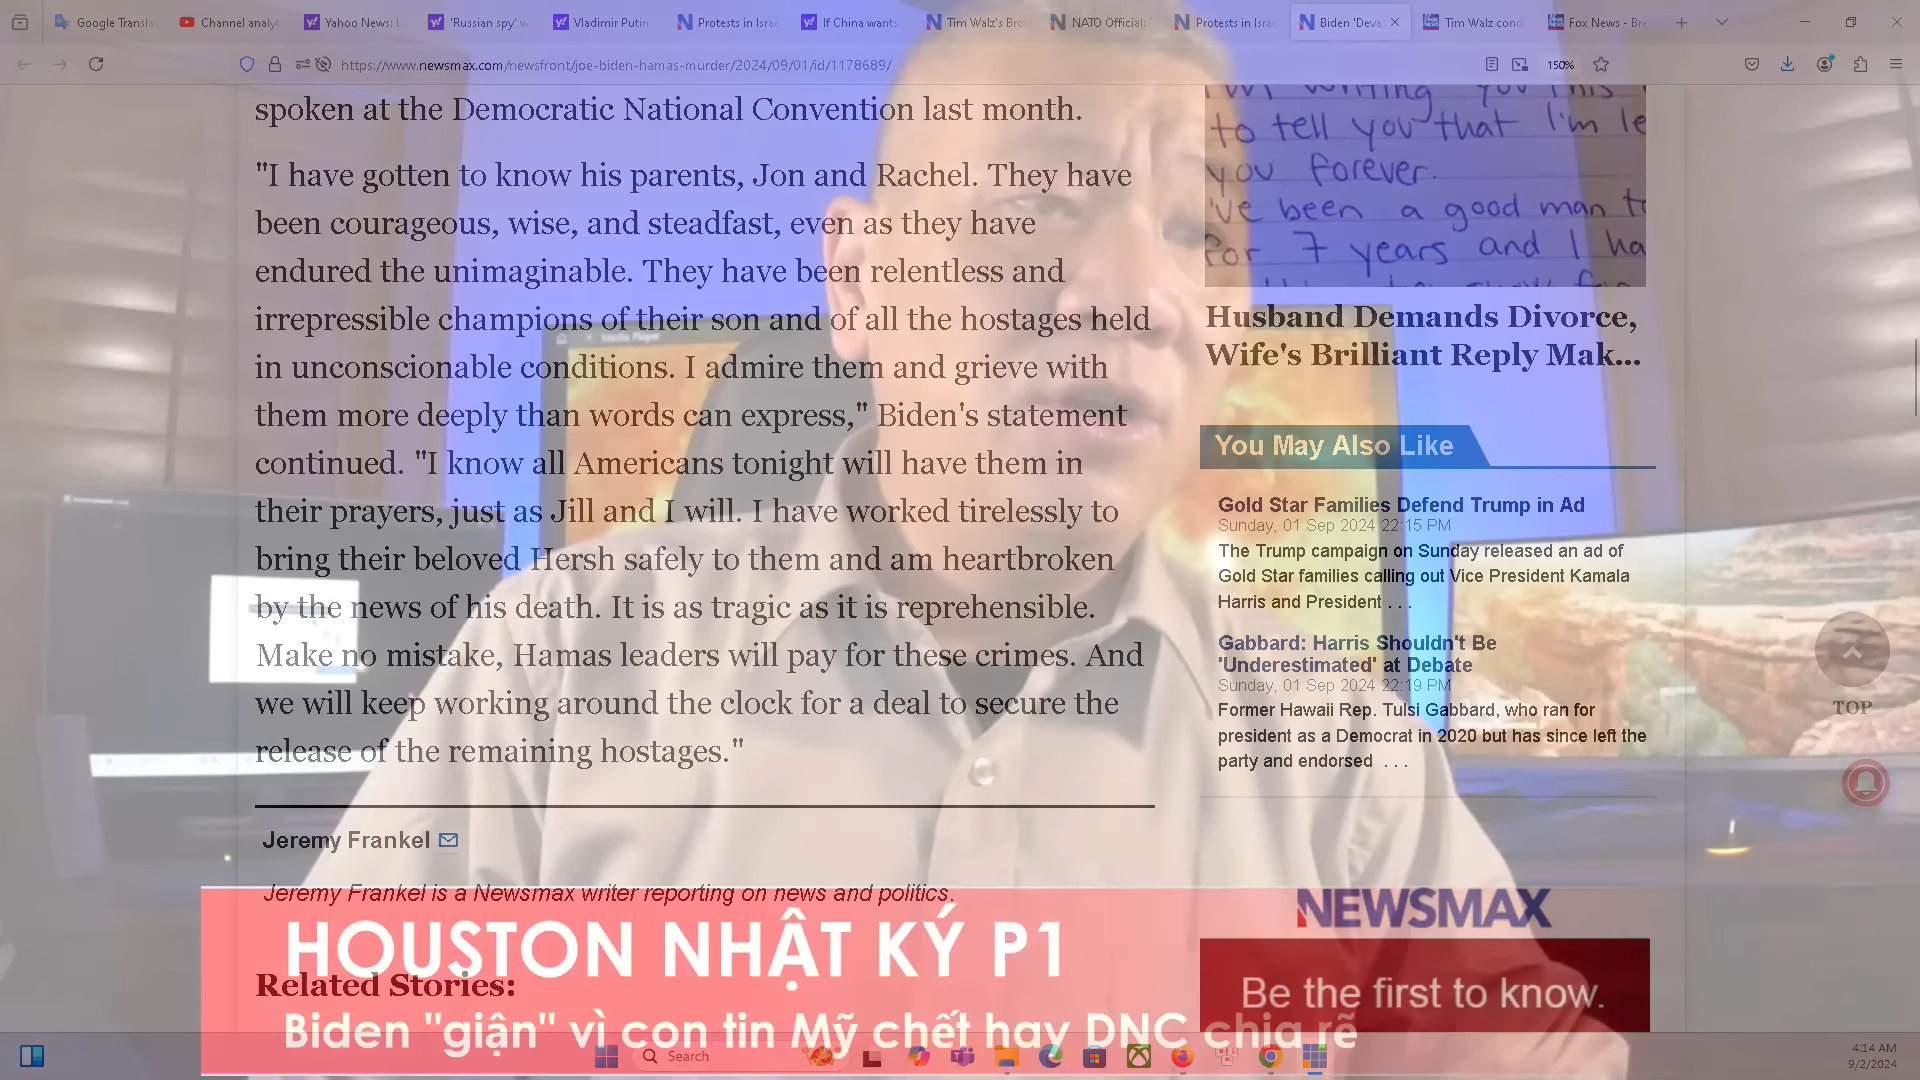 Google Transla
Channel analyt
Yahoo News: L
'Russian spy' w
Vladimir Putin
Protests in Israe
If China wants
Tim Walz's Bro
NATO Official:
Protests in Israe
Biden 'Devas
Tim Walz cond
Fox News - Bre
https://www.newsmax.com/newsfront/joe-biden-hamas-murder/2024/09/01/id/1178689/
150%
spoken at the Democratic National Convention last month.
"I have gotten to know his parents, Jon and Rachel. They have
been courageous, wise, and steadfast, even as they have
endured the unimaginable. They have been relentless and
irrepressible champions of their son and of all the hostages held
in unconscionable conditions. I admire them and grieve with
them more deeply than words can express," Biden's statement
continued. "I know all Americans tonight will have them in
their prayers, just as Jill and I will. I have worked tirelessly to
bring their beloved Hersh safely to them and am heartbroken
by the news of his death. It is as tragic as it is reprehensible.
Make no mistake, Hamas leaders will pay for these crimes. And
we will keep working around the clock for a deal to secure the
release of the remaining hostages."
Jeremy Frankel
Jeremy Frankel is a Newsmax writer reporting on news and politics.
Related Stories:
Media Player
I'm writing you this
to tell you that I'm le
you forever.
I've been a good man to
for 7 years and I ha
Husband Demands Divorce,
Wife's Brilliant Reply Mak...
You May Also Like
Gold Star Families Defend Trump in Ad
Sunday, 01 Sep 2024 22:15 PM
The Trump campaign on Sunday released an ad of
Gold Star families calling out Vice President Kamala
Harris and President . . .
Gabbard: Harris Shouldn't Be
'Underestimated' at Debate
Sunday, 01 Sep 2024 22:19 PM
Former Hawaii Rep. Tulsi Gabbard, who ran for
president as a Democrat in 2020 but has since left the
party and endorsed . . .
TOP
NEWSMAX
Be the first to know.
HOUSTON NHẬT KÝ P1
Biden "giận" vì con tin Mỹ chết hay DNC chia rẽ
Search
4:14 AM
9/2/2024